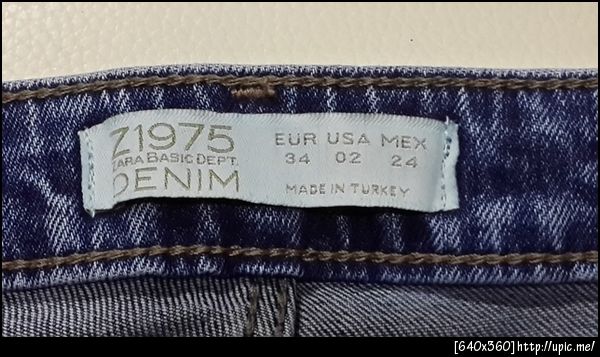 Z1975
ZARA BASIC DEPT.
DENIM
EUR USA MEX
34 02 24
MADE IN TURKEY
[640x360]http://upic.me/